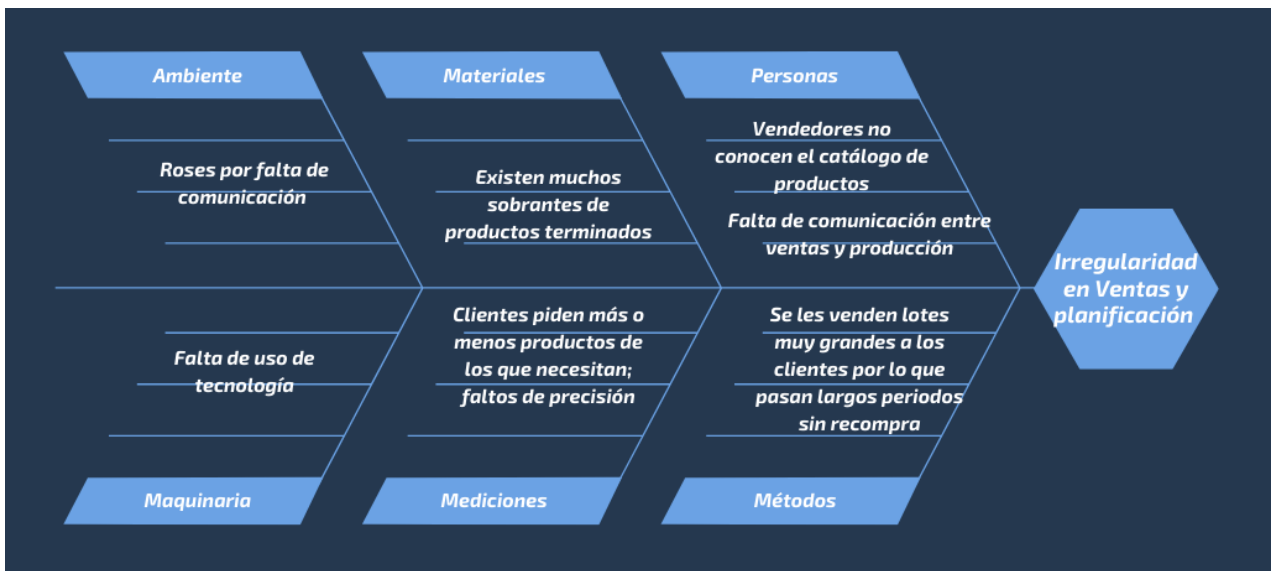 Ambiente
Materiales
Personas
Roses por falta de
comunicación
Existen muchos
sobrantes de
productos terminados
Vendedores no
conocen el catálogo de
productos
Falta de comunicación entre
ventas y producción
Irregularidad
en Ventas y
planificación
Falta de uso de
tecnología
Clientes piden más o
menos productos de
los que necesitan;
faltos de precisión
Se les venden lotes
muy grandes a los
clientes por lo que
pasan largos periodos
sin recompra
Maquinaria
Mediciones
Métodos